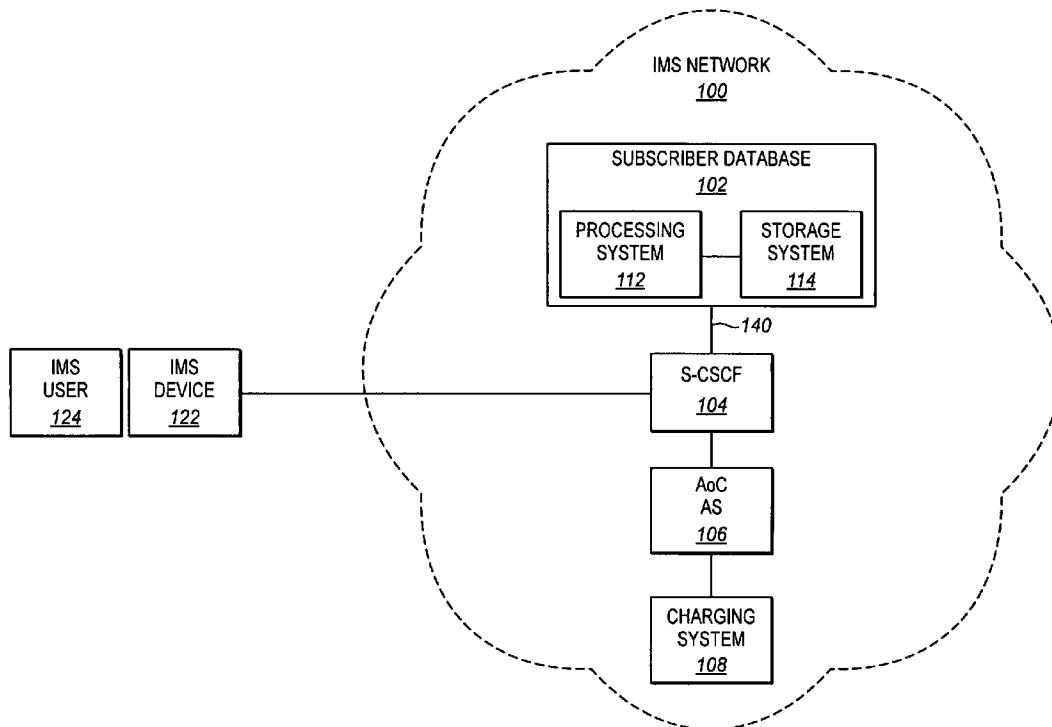 IMS NETWORK
100
SUBSCRIBER DATABASE
102
PROCESSING
SYSTEM
112
STORAGE
SYSTEM
114
140
IMS
USER
124
IMS
DEVICE
122
S-CSCF
104
AoC
AS
106
CHARGING
SYSTEM
108